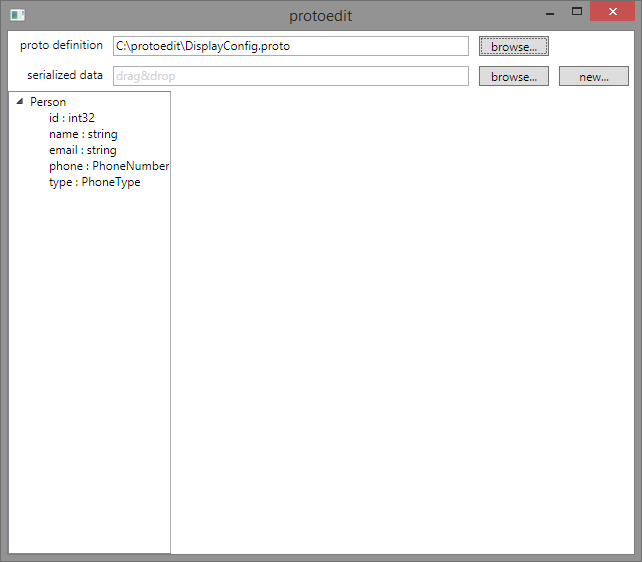 protoedit
proto definition C:\protoedit\DisplayConfig.proto browse...
serialized data drag&drop browse... new...
Person
id : int32
name : string
email : string
phone : PhoneNumber
type : PhoneType